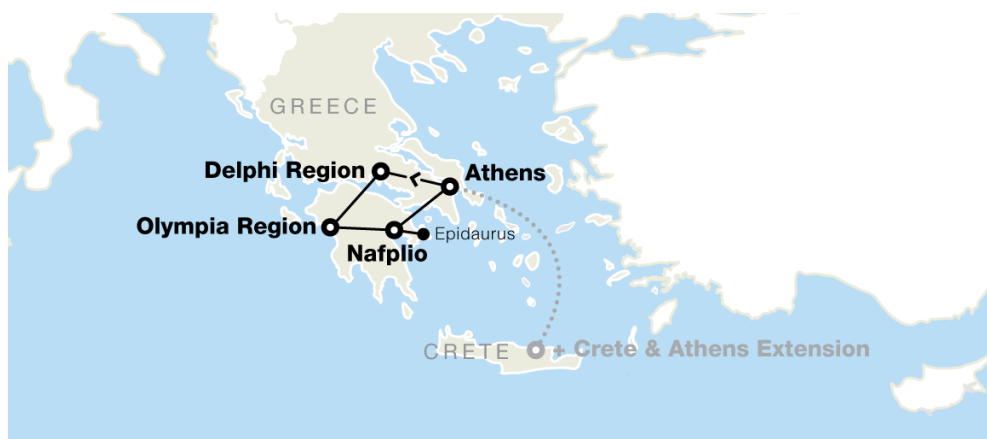 GREECE
Delphi Region
Athens
Olympia Region
Epidaurus
Nafplio
CRETE
+ Crete & Athens Extension